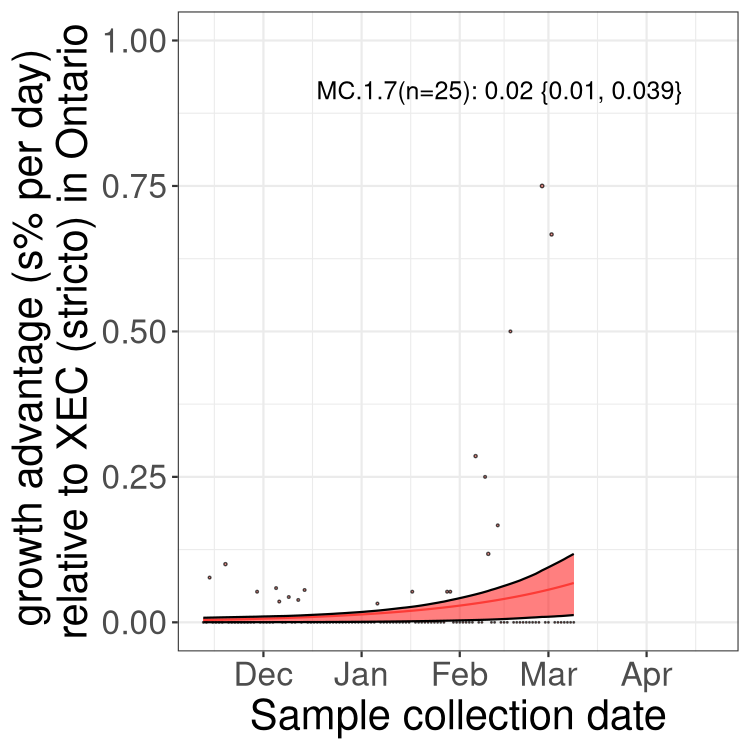 growth advantage (s% per day)
relative to XEC (stricto) in Ontario
1.00
0.75
0.50
0.25
0.00
MC.1.7(n=25): 0.02 {0.01, 0.039}
Dec
Jan
Feb
Mar
Apr
Sample collection date